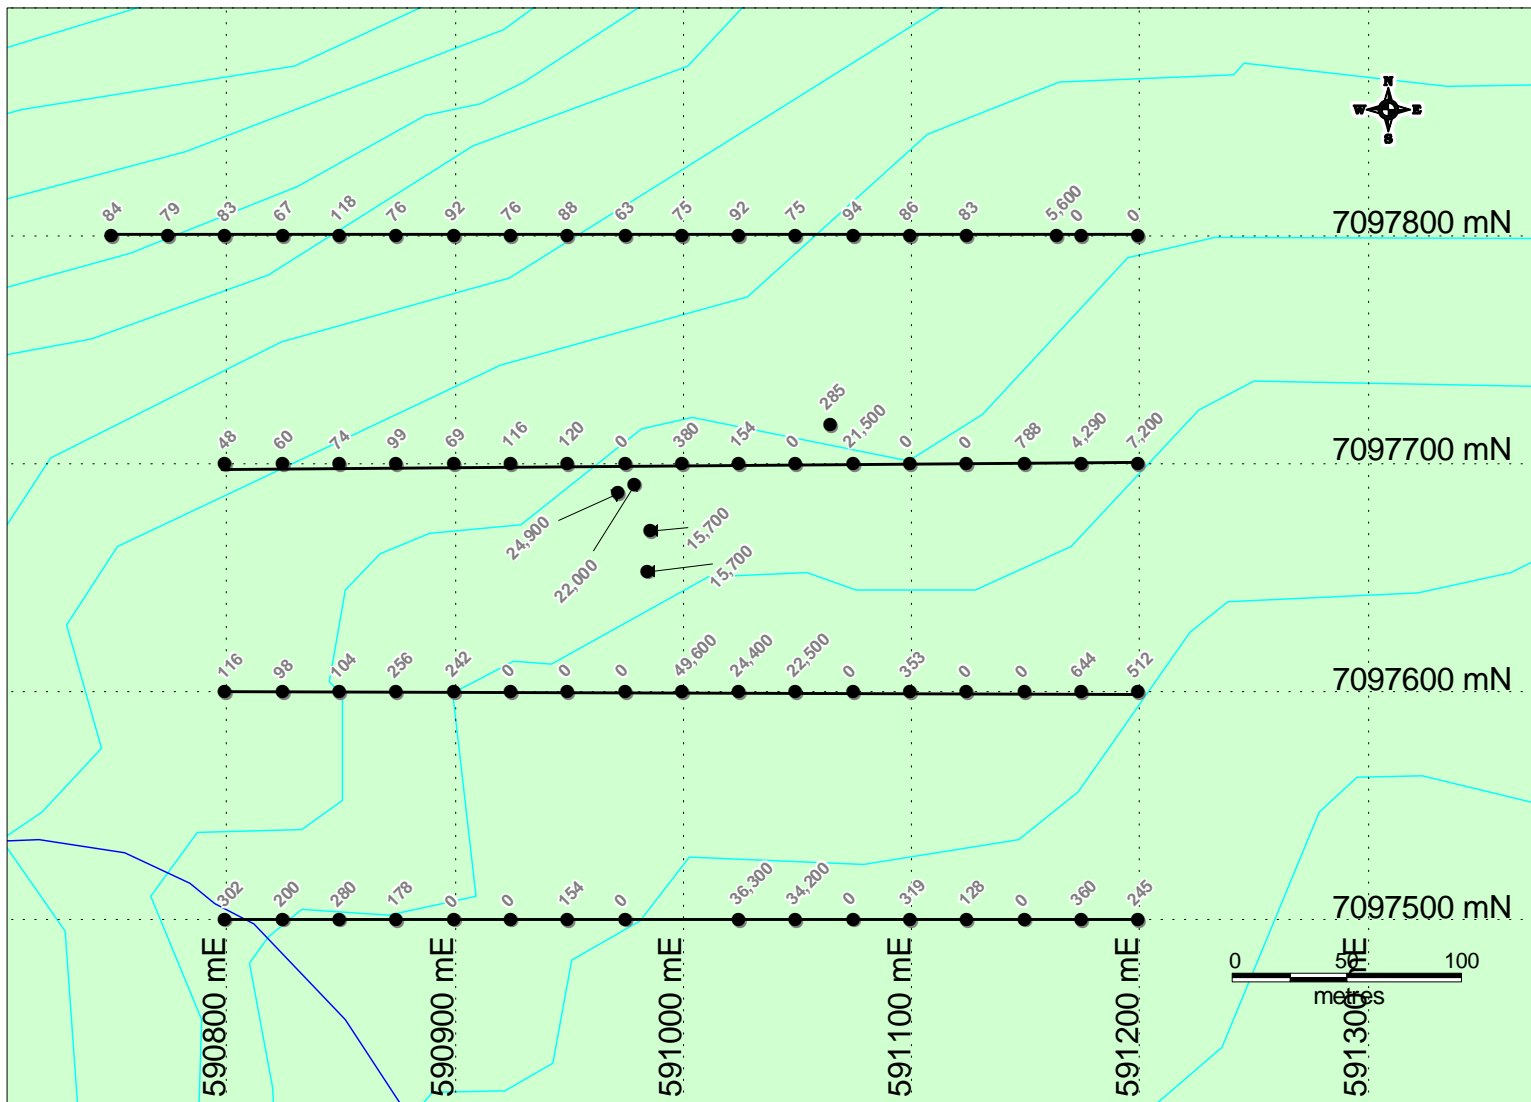 N
W E
S
84 79 83 67 118 76 92 76 88 63 75 92 75 94 86 83 5,600 0 0
7097800 mN
285
48 60 74 99 69 116 120 0 380 154 0 21,500 0 0 788 4,290 7,200
7097700 mN
24,900
22,000
15,700
15,700
116 98 104 256 242 0 0 0 49,600 24,400 22,500 0 353 0 0 644 512
7097600 mN
302 200 280 178 0 0 154 0 36,300 34,200 0 319 128 0 360 245
7097500 mN
590800 mE
590900 mE
591000 mE
591100 mE
591200 mE
591300 mE
0 50 100
metres